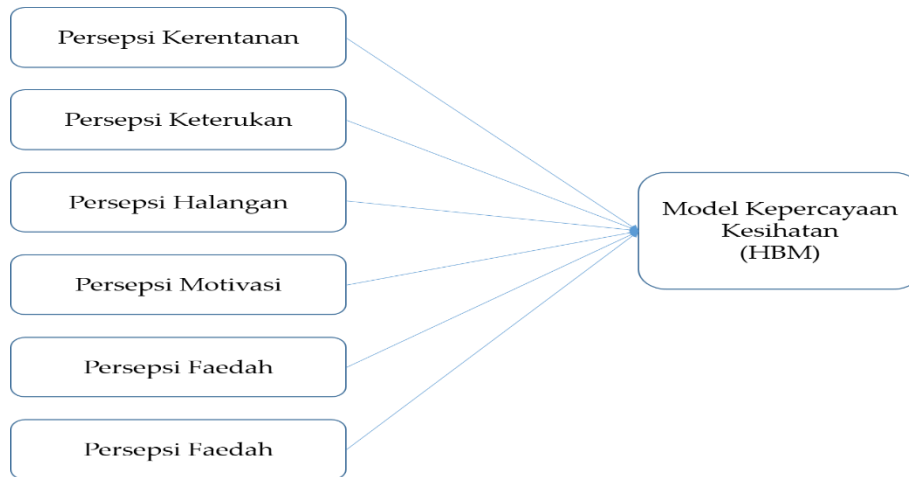 Persepsi Kerentanan
Persepsi Keterukan
Persepsi Halangan
Persepsi Motivasi
Persepsi Faedah
Persepsi Faedah
Model Kepercayaan
Kesihatan
(HBM)